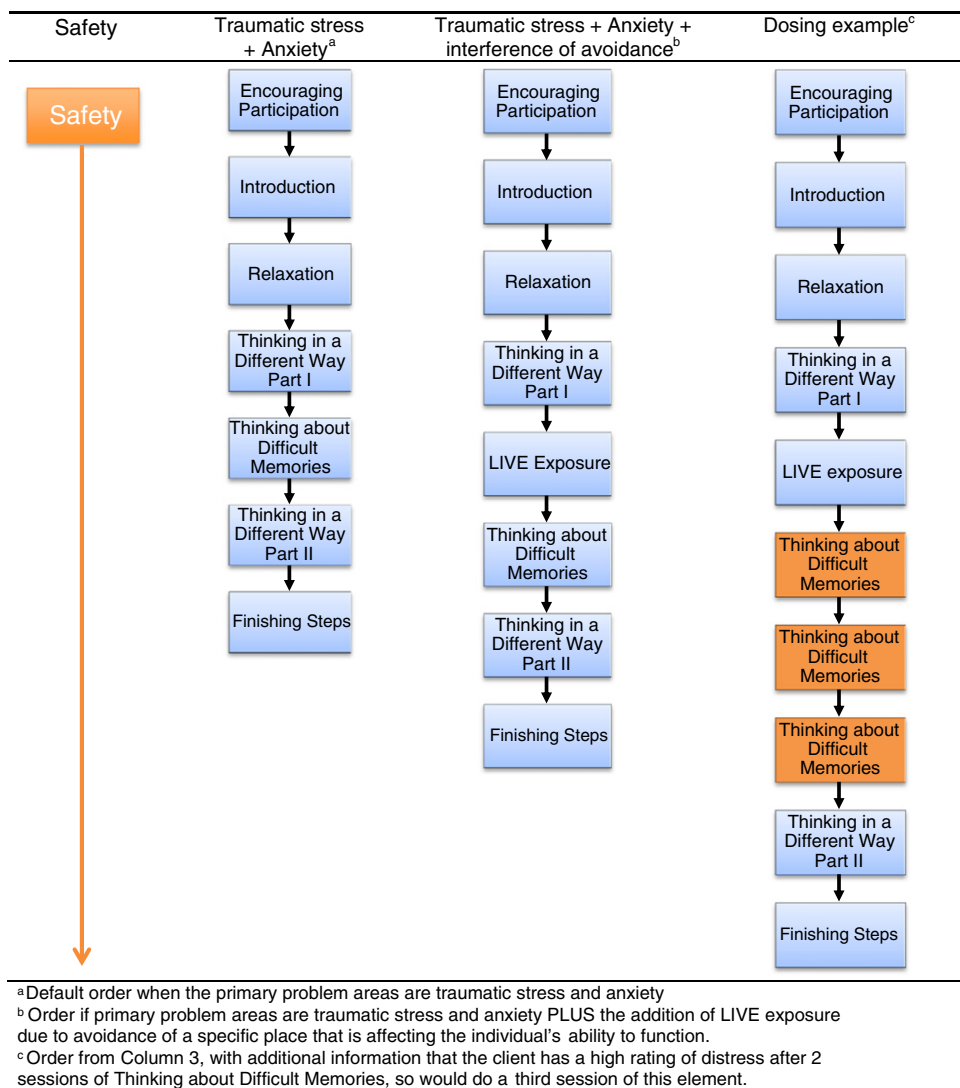 Safety
Traumatic stress
+ Anxietyᵃ
Traumatic stress + Anxiety +
interference of avoidanceᵇ
Dosing exampleᶜ
Safety
Encouraging
Participation
Introduction
Relaxation
Thinking in a
Different Way
Part I
Thinking about
Difficult
Memories
Thinking in a
Different Way
Part II
Finishing Steps
Encouraging
Participation
Introduction
Relaxation
Thinking in a
Different Way
Part I
LIVE Exposure
Thinking about
Difficult
Memories
Thinking in a
Different Way
Part II
Finishing Steps
Encouraging
Participation
Introduction
Relaxation
Thinking in a
Different Way
Part I
LIVE exposure
Thinking about
Difficult
Memories
Thinking about
Difficult
Memories
Thinking about
Difficult
Memories
Thinking in a
Different Way
Part II
Finishing Steps
ᵃ Default order when the primary problem areas are traumatic stress and anxiety
ᵇ Order if primary problem areas are traumatic stress and anxiety PLUS the addition of LIVE exposure
due to avoidance of a specific place that is affecting the individual's ability to function.
ᶜ Order from Column 3, with additional information that the client has a high rating of distress after 2
sessions of Thinking about Difficult Memories, so would do a third session of this element.